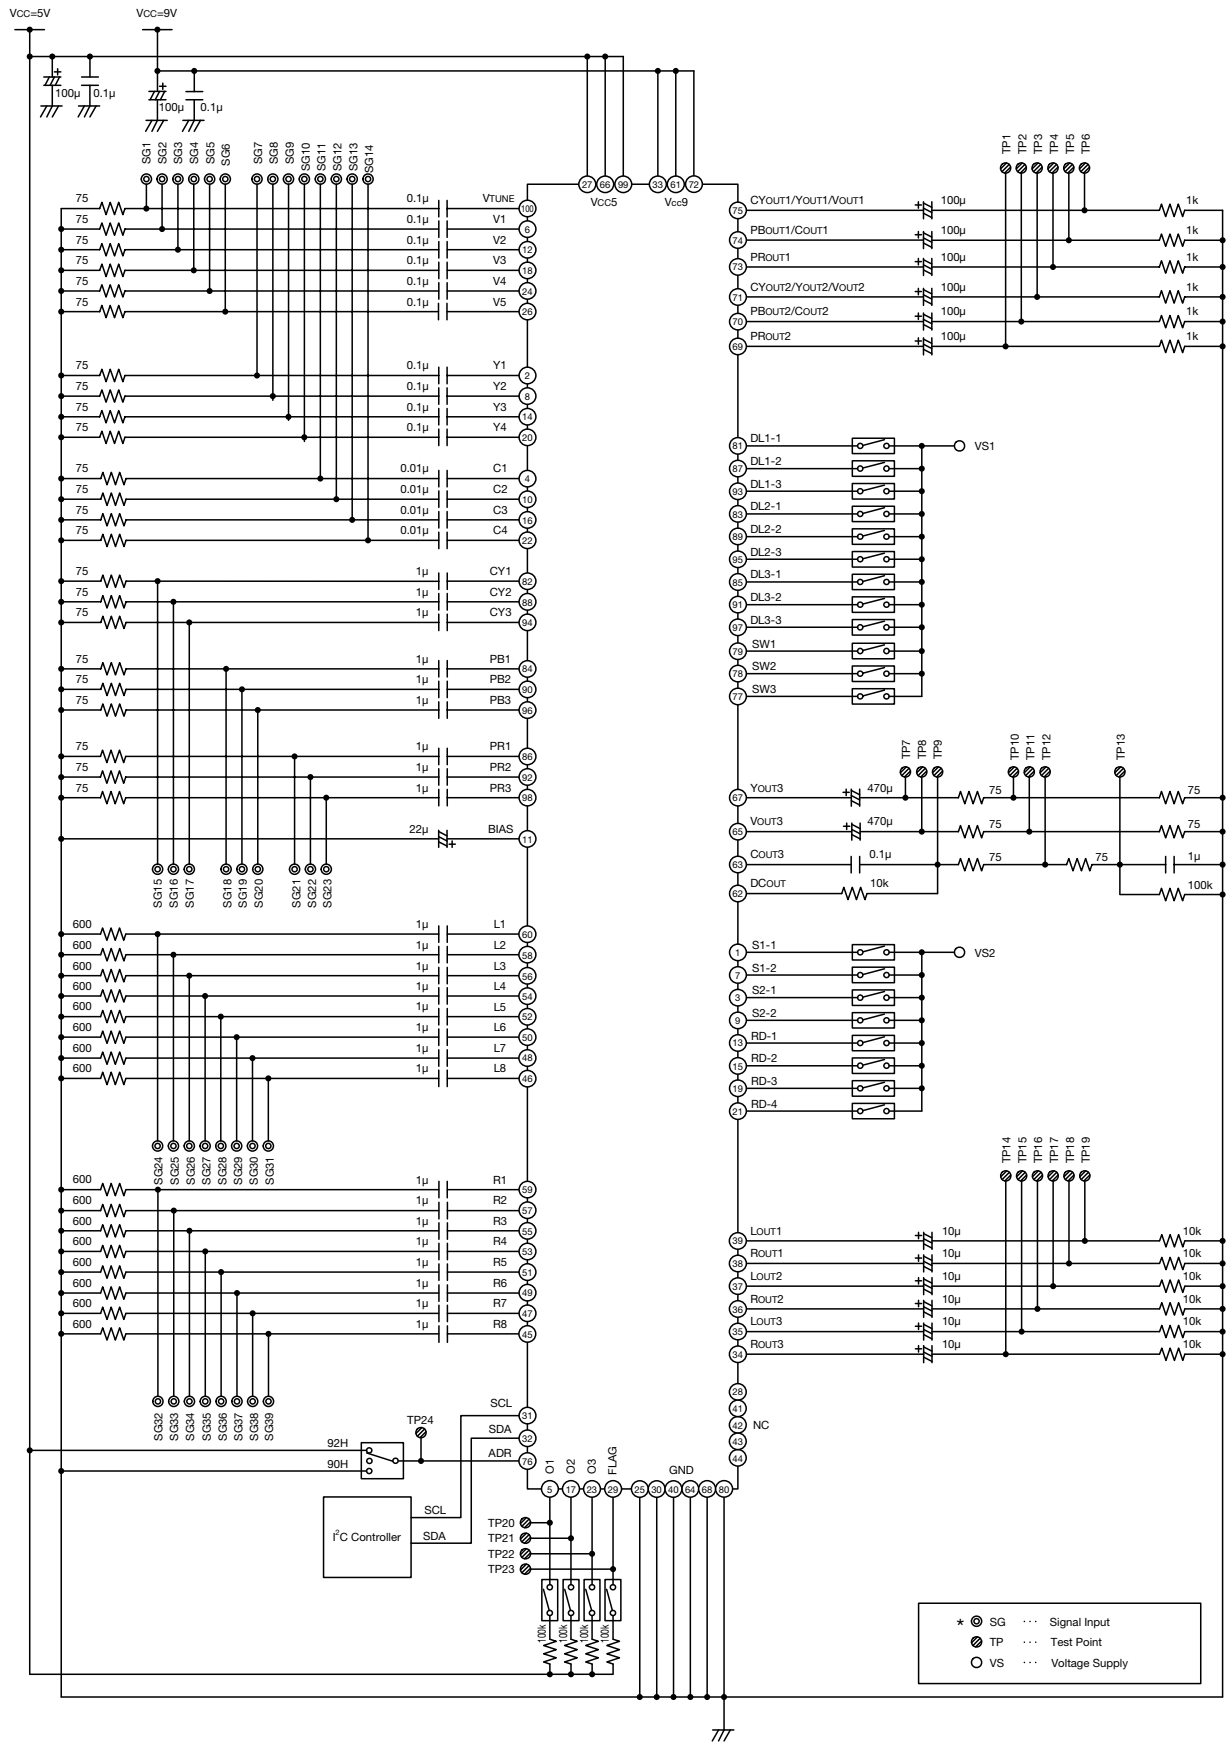 VCC=5V VCC=9V
100µ 0.1µ 100µ 0.1µ
SG1 SG2 SG3 SG4 SG5 SG6 SG7 SG8 SG9 SG10 SG11 SG12 SG13 SG14
27 66 99 33 61 72
VCC5 Vcc9
75 0.1µ VTUNE 100
75 0.1µ V1 6
75 0.1µ V2 12
75 0.1µ V3 18
75 0.1µ V4 24
75 0.1µ V5 26
75 0.1µ Y1 2
75 0.1µ Y2 8
75 0.1µ Y3 14
75 0.1µ Y4 20
75 0.01µ C1 4
75 0.01µ C2 10
75 0.01µ C3 16
75 0.01µ C4 22
75 1µ CY1 82
75 1µ CY2 88
75 1µ CY3 94
75 1µ PB1 84
75 1µ PB2 90
75 1µ PB3 96
75 1µ PR1 86
75 1µ PR2 92
75 1µ PR3 98
22µ + BIAS 11
SG15 SG16 SG17 SG18 SG19 SG20 SG21 SG22 SG23
600 1µ L1 60
600 1µ L2 58
600 1µ L3 56
600 1µ L4 54
600 1µ L5 52
600 1µ L6 50
600 1µ L7 48
600 1µ L8 46
SG24 SG25 SG26 SG27 SG28 SG29 SG30 SG31
600 1µ R1 59
600 1µ R2 57
600 1µ R3 55
600 1µ R4 53
600 1µ R5 51
600 1µ R6 49
600 1µ R7 47
600 1µ R8 45
SG32 SG33 SG34 SG35 SG36 SG37 SG38 SG39
SCL 31
SDA 32
TP24
92H
90H
ADR 76
I²C Controller
SCL
SDA
TP1 TP2 TP3 TP4 TP5 TP6
75 CYOUT1/YOUT1/VOUT1 + 100µ 1k
74 PBOUT1/COUT1 + 100µ 1k
73 PROUT1 + 100µ 1k
71 CYOUT2/YOUT2/VOUT2 + 100µ 1k
70 PBOUT2/COUT2 + 100µ 1k
69 PROUT2 + 100µ 1k
81 DL1-1 VS1
87 DL1-2
93 DL1-3
83 DL2-1
89 DL2-2
95 DL2-3
85 DL3-1
91 DL3-2
97 DL3-3
79 SW1
78 SW2
77 SW3
TP7 TP8 TP9 TP10 TP11 TP12 TP13
67 YOUT3 + 470µ 75 75
65 VOUT3 + 470µ 75 75
63 COUT3 0.1µ 75 75 1µ
62 DCOUT 10k 100k
1 S1-1 VS2
7 S1-2
3 S2-1
9 S2-2
13 RD-1
15 RD-2
19 RD-3
21 RD-4
TP14 TP15 TP16 TP17 TP18 TP19
39 LOUT1 + 10µ 10k
38 ROUT1 + 10µ 10k
37 LOUT2 + 10µ 10k
36 ROUT2 + 10µ 10k
35 LOUT3 + 10µ 10k
34 ROUT3 + 10µ 10k
28
41
42 NC
43
44
O1 O2 O3 FLAG GND
5 17 23 29 25 30 40 64 68 80
TP20
TP21
TP22
TP23
100k 100k 100k 100k
* SG ··· Signal Input
TP ··· Test Point
VS ··· Voltage Supply